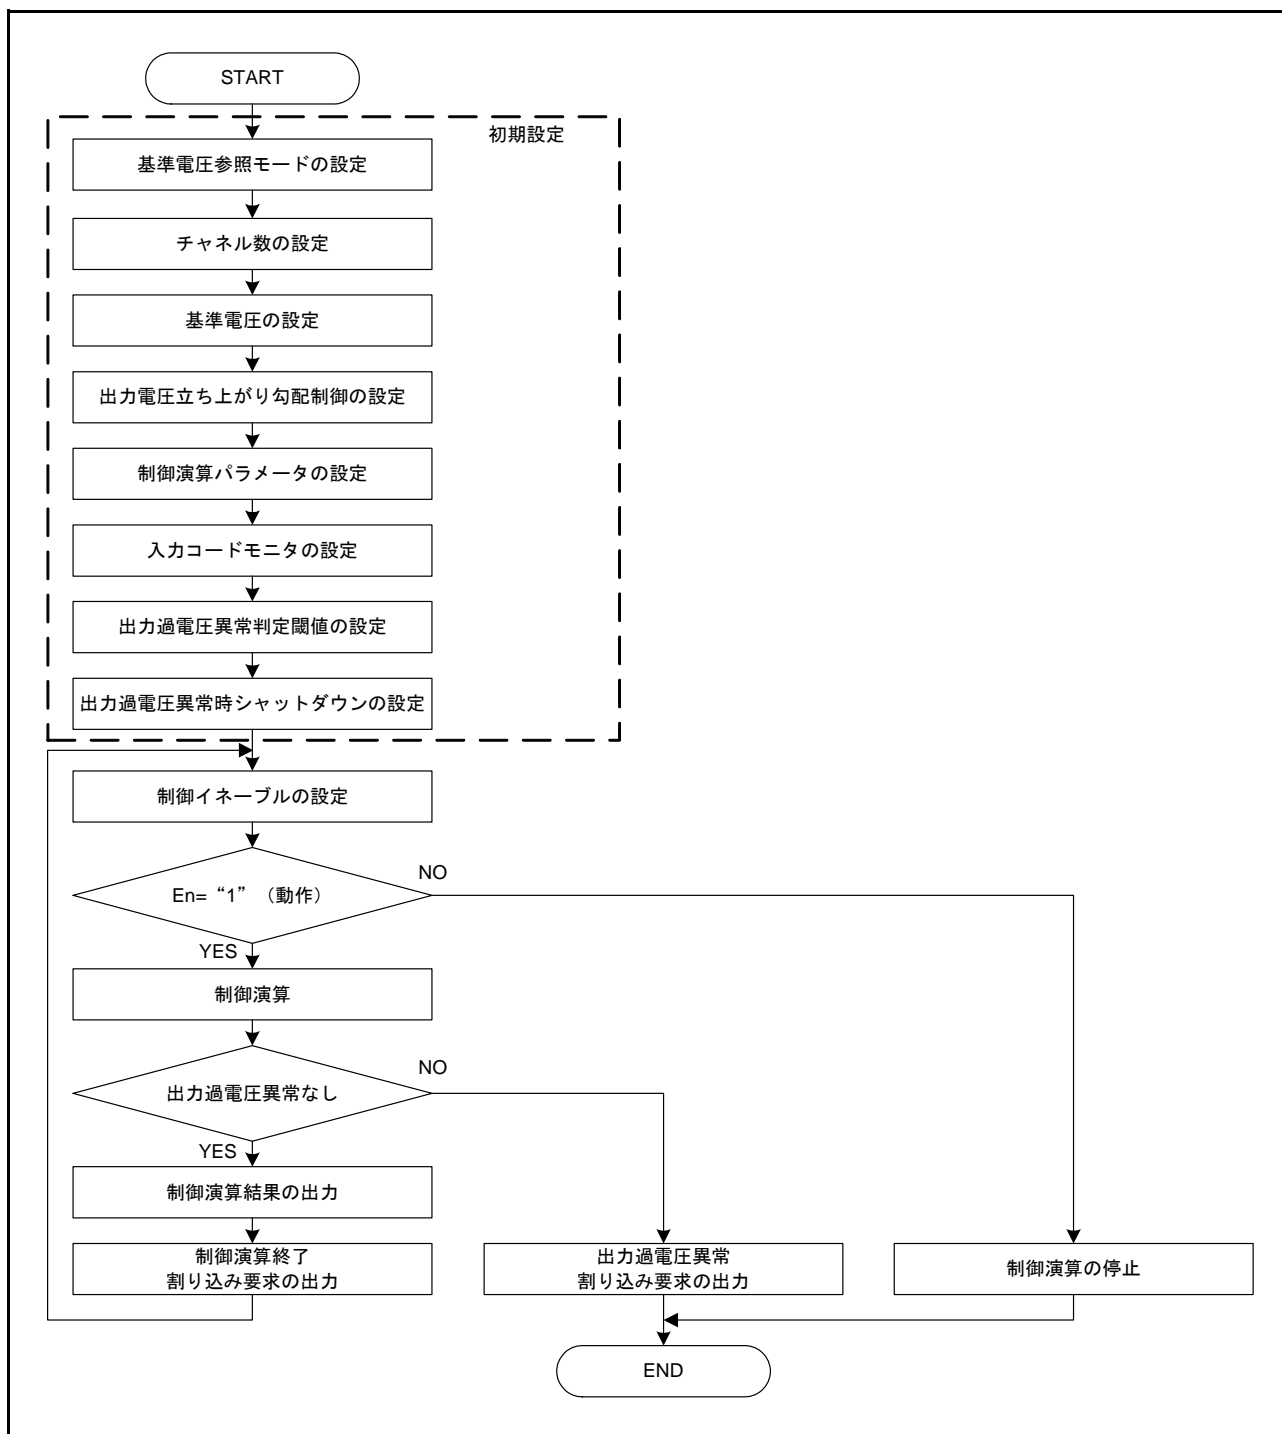 START
初期設定
基準電圧参照モードの設定
チャネル数の設定
基準電圧の設定
出力電圧立ち上がり勾配制御の設定
制御演算パラメータの設定
入力コードモニタの設定
出力過電圧異常判定閾値の設定
出力過電圧異常時シャットダウンの設定
制御イネーブルの設定
NO
En= “1” （動作）
YES
制御演算
NO
出力過電圧異常なし
YES
制御演算結果の出力
制御演算終了
割り込み要求の出力
出力過電圧異常
割り込み要求の出力
制御演算の停止
END